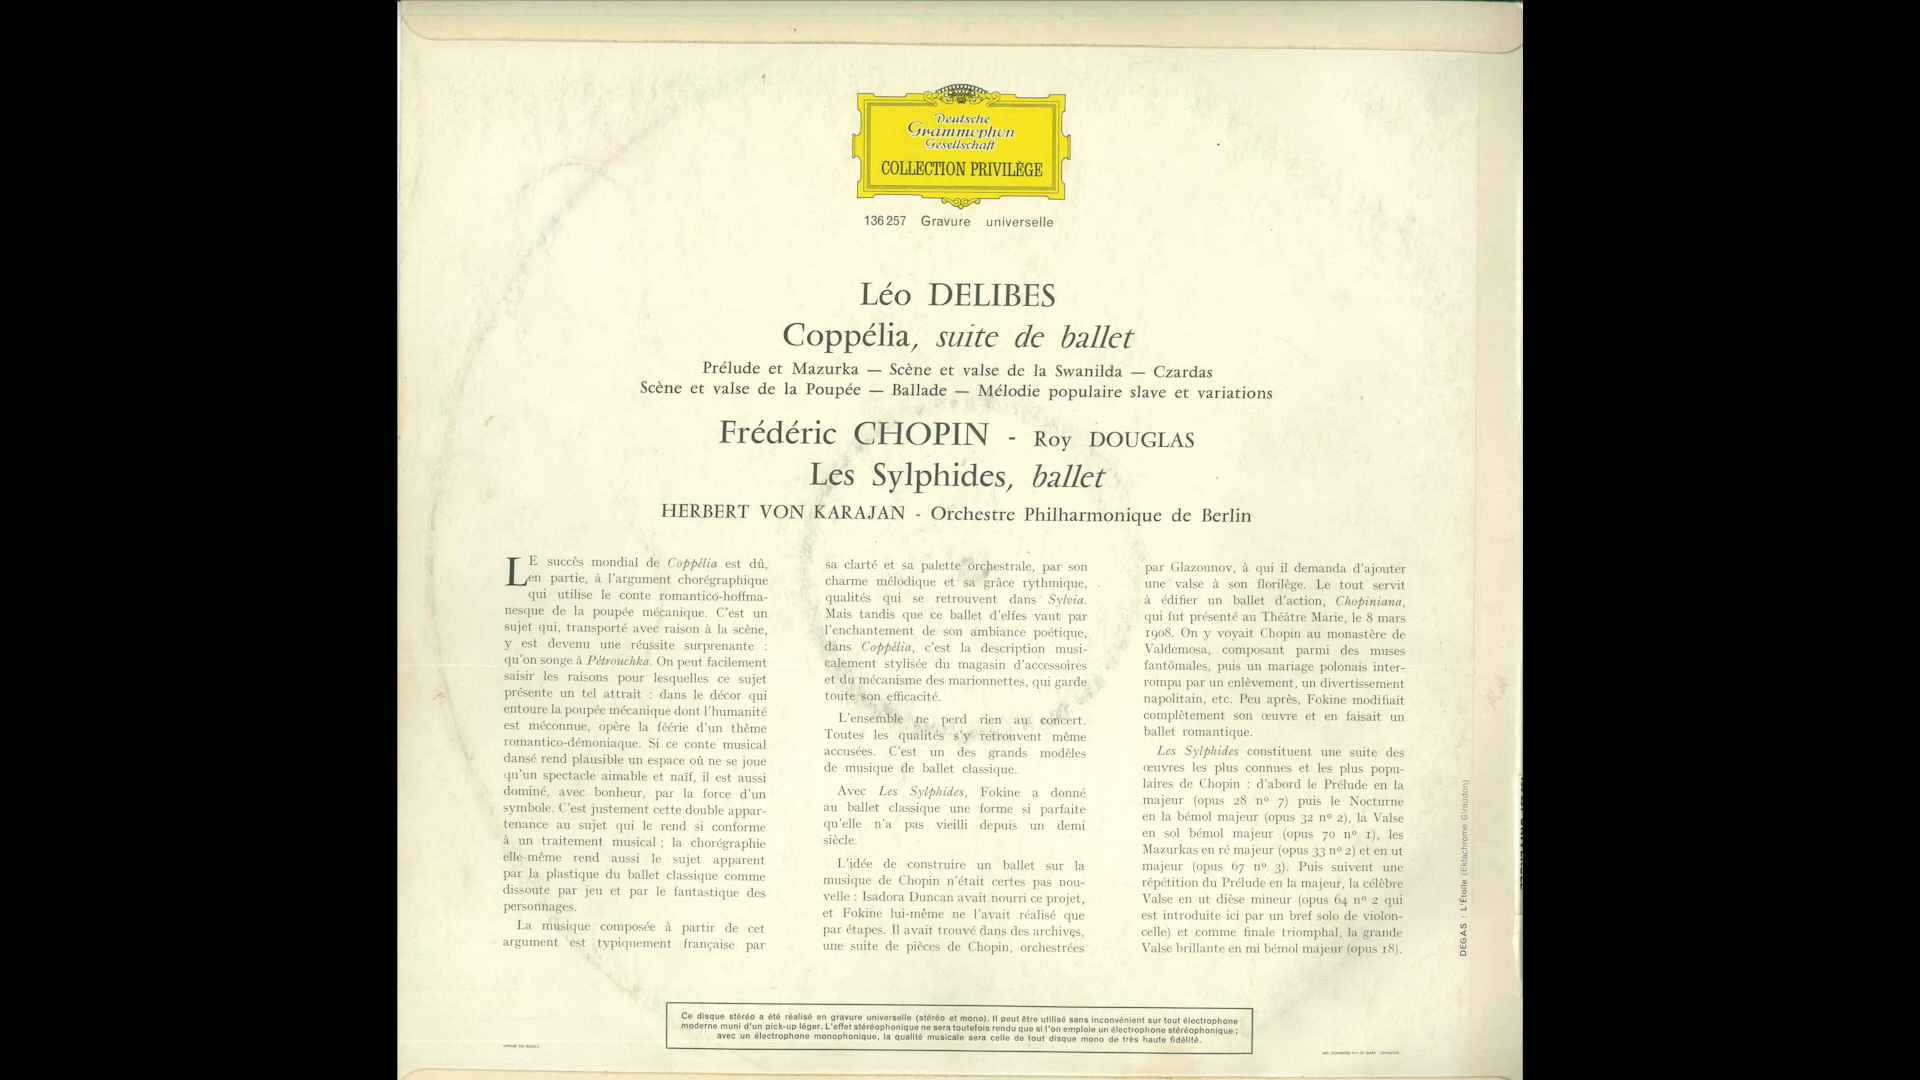 Deutsche
Grammophon
Gesellschaft
COLLECTION PRIVILÈGE
136 257 Gravure universelle
Léo DELIBES
Coppélia, suite de ballet
Prélude et Mazurka — Scène et valse de la Swanilda — Czardas
Scène et valse de la Poupée — Ballade — Mélodie populaire slave et variations
Frédéric CHOPIN - Roy DOUGLAS
Les Sylphides, ballet
HERBERT VON KARAJAN - Orchestre Philharmonique de Berlin
LE succès mondial de Coppélia est dû,
en partie, à l'argument chorégraphique
qui utilise le conte romantico-hoffma-
nesque de la poupée mécanique. C'est un
sujet qui, transporté avec raison à la scène,
y est devenu une réussite surprenante :
qu'on songe à Pétrouchka. On peut facilement
saisir les raisons pour lesquelles ce sujet
présente un tel attrait : dans le décor qui
entoure la poupée mécanique dont l'humanité
est méconnue, opère la féérie d'un thème
romantico-démoniaque. Si ce conte musical
dansé rend plausible un espace où ne se joue
qu'un spectacle aimable et naïf, il est aussi
dominé, avec bonheur, par la force d'un
symbole. C'est justement cette double appar-
tenance au sujet qui le rend si conforme
à un traitement musical ; la chorégraphie
elle-même rend aussi le sujet apparent
par la plastique du ballet classique comme
dissoute par jeu et par le fantastique des
personnages.
La musique composée à partir de cet
argument est typiquement française par
sa clarté et sa palette orchestrale, par son
charme mélodique et sa grâce rythmique,
qualités qui se retrouvent dans Sylvia.
Mais tandis que ce ballet d'elfes vaut par
l'enchantement de son ambiance poétique,
dans Coppélia, c'est la description musi-
calement stylisée du magasin d'accessoires
et du mécanisme des marionnettes, qui garde
toute son efficacité.
L'ensemble ne perd rien au concert.
Toutes les qualités s'y retrouvent même
accusées. C'est un des grands modèles
de musique de ballet classique.
Avec Les Sylphides, Fokine a donné
au ballet classique une forme si parfaite
qu'elle n'a pas vieilli depuis un demi
siècle.
L'idée de construire un ballet sur la
musique de Chopin n'était certes pas nou-
velle : Isadora Duncan avait nourri ce projet,
et Fokine lui-même ne l'avait réalisé que
par étapes. Il avait trouvé dans des archives,
une suite de pièces de Chopin, orchestrées
par Glazounov, à qui il demanda d'ajouter
une valse à son florilège. Le tout servit
à édifier un ballet d'action, Chopiniana,
qui fut présenté au Théâtre Marie, le 8 mars
1908. On y voyait Chopin au monastère de
Valdemosa, composant parmi des muses
fantômales, puis un mariage polonais inter-
rompu par un enlèvement, un divertissement
napolitain, etc. Peu après, Fokine modifiait
complètement son œuvre et en faisait un
ballet romantique.
Les Sylphides constituent une suite des
œuvres les plus connues et les plus popu-
laires de Chopin : d'abord le Prélude en la
majeur (opus 28 nº 7) puis le Nocturne
en la bémol majeur (opus 32 nº 2), la Valse
en sol bémol majeur (opus 70 nº 1), les
Mazurkas en ré majeur (opus 33 nº 2) et en ut
majeur (opus 67 nº 3). Puis suivent une
répétition du Prélude en la majeur, la célèbre
Valse en ut dièse mineur (opus 64 nº 2 qui
est introduite ici par un bref solo de violon-
celle) et comme finale triomphal, la grande
Valse brillante en mi bémol majeur (opus 18).
DEGAS : L'Étoile (Ektachrome Giraudon)
Ce disque stéréo a été réalisé en gravure universelle (stéréo et mono). Il peut être utilisé sans inconvénient sur tout électrophone
moderne muni d'un pick-up léger. L'effet stéréophonique ne sera toutefois rendu que si l'on emploie un électrophone stéréophonique ;
avec un électrophone monophonique, la qualité musicale sera celle de tout disque mono de très haute fidélité.
IMPRIMÉ EN FRANCE